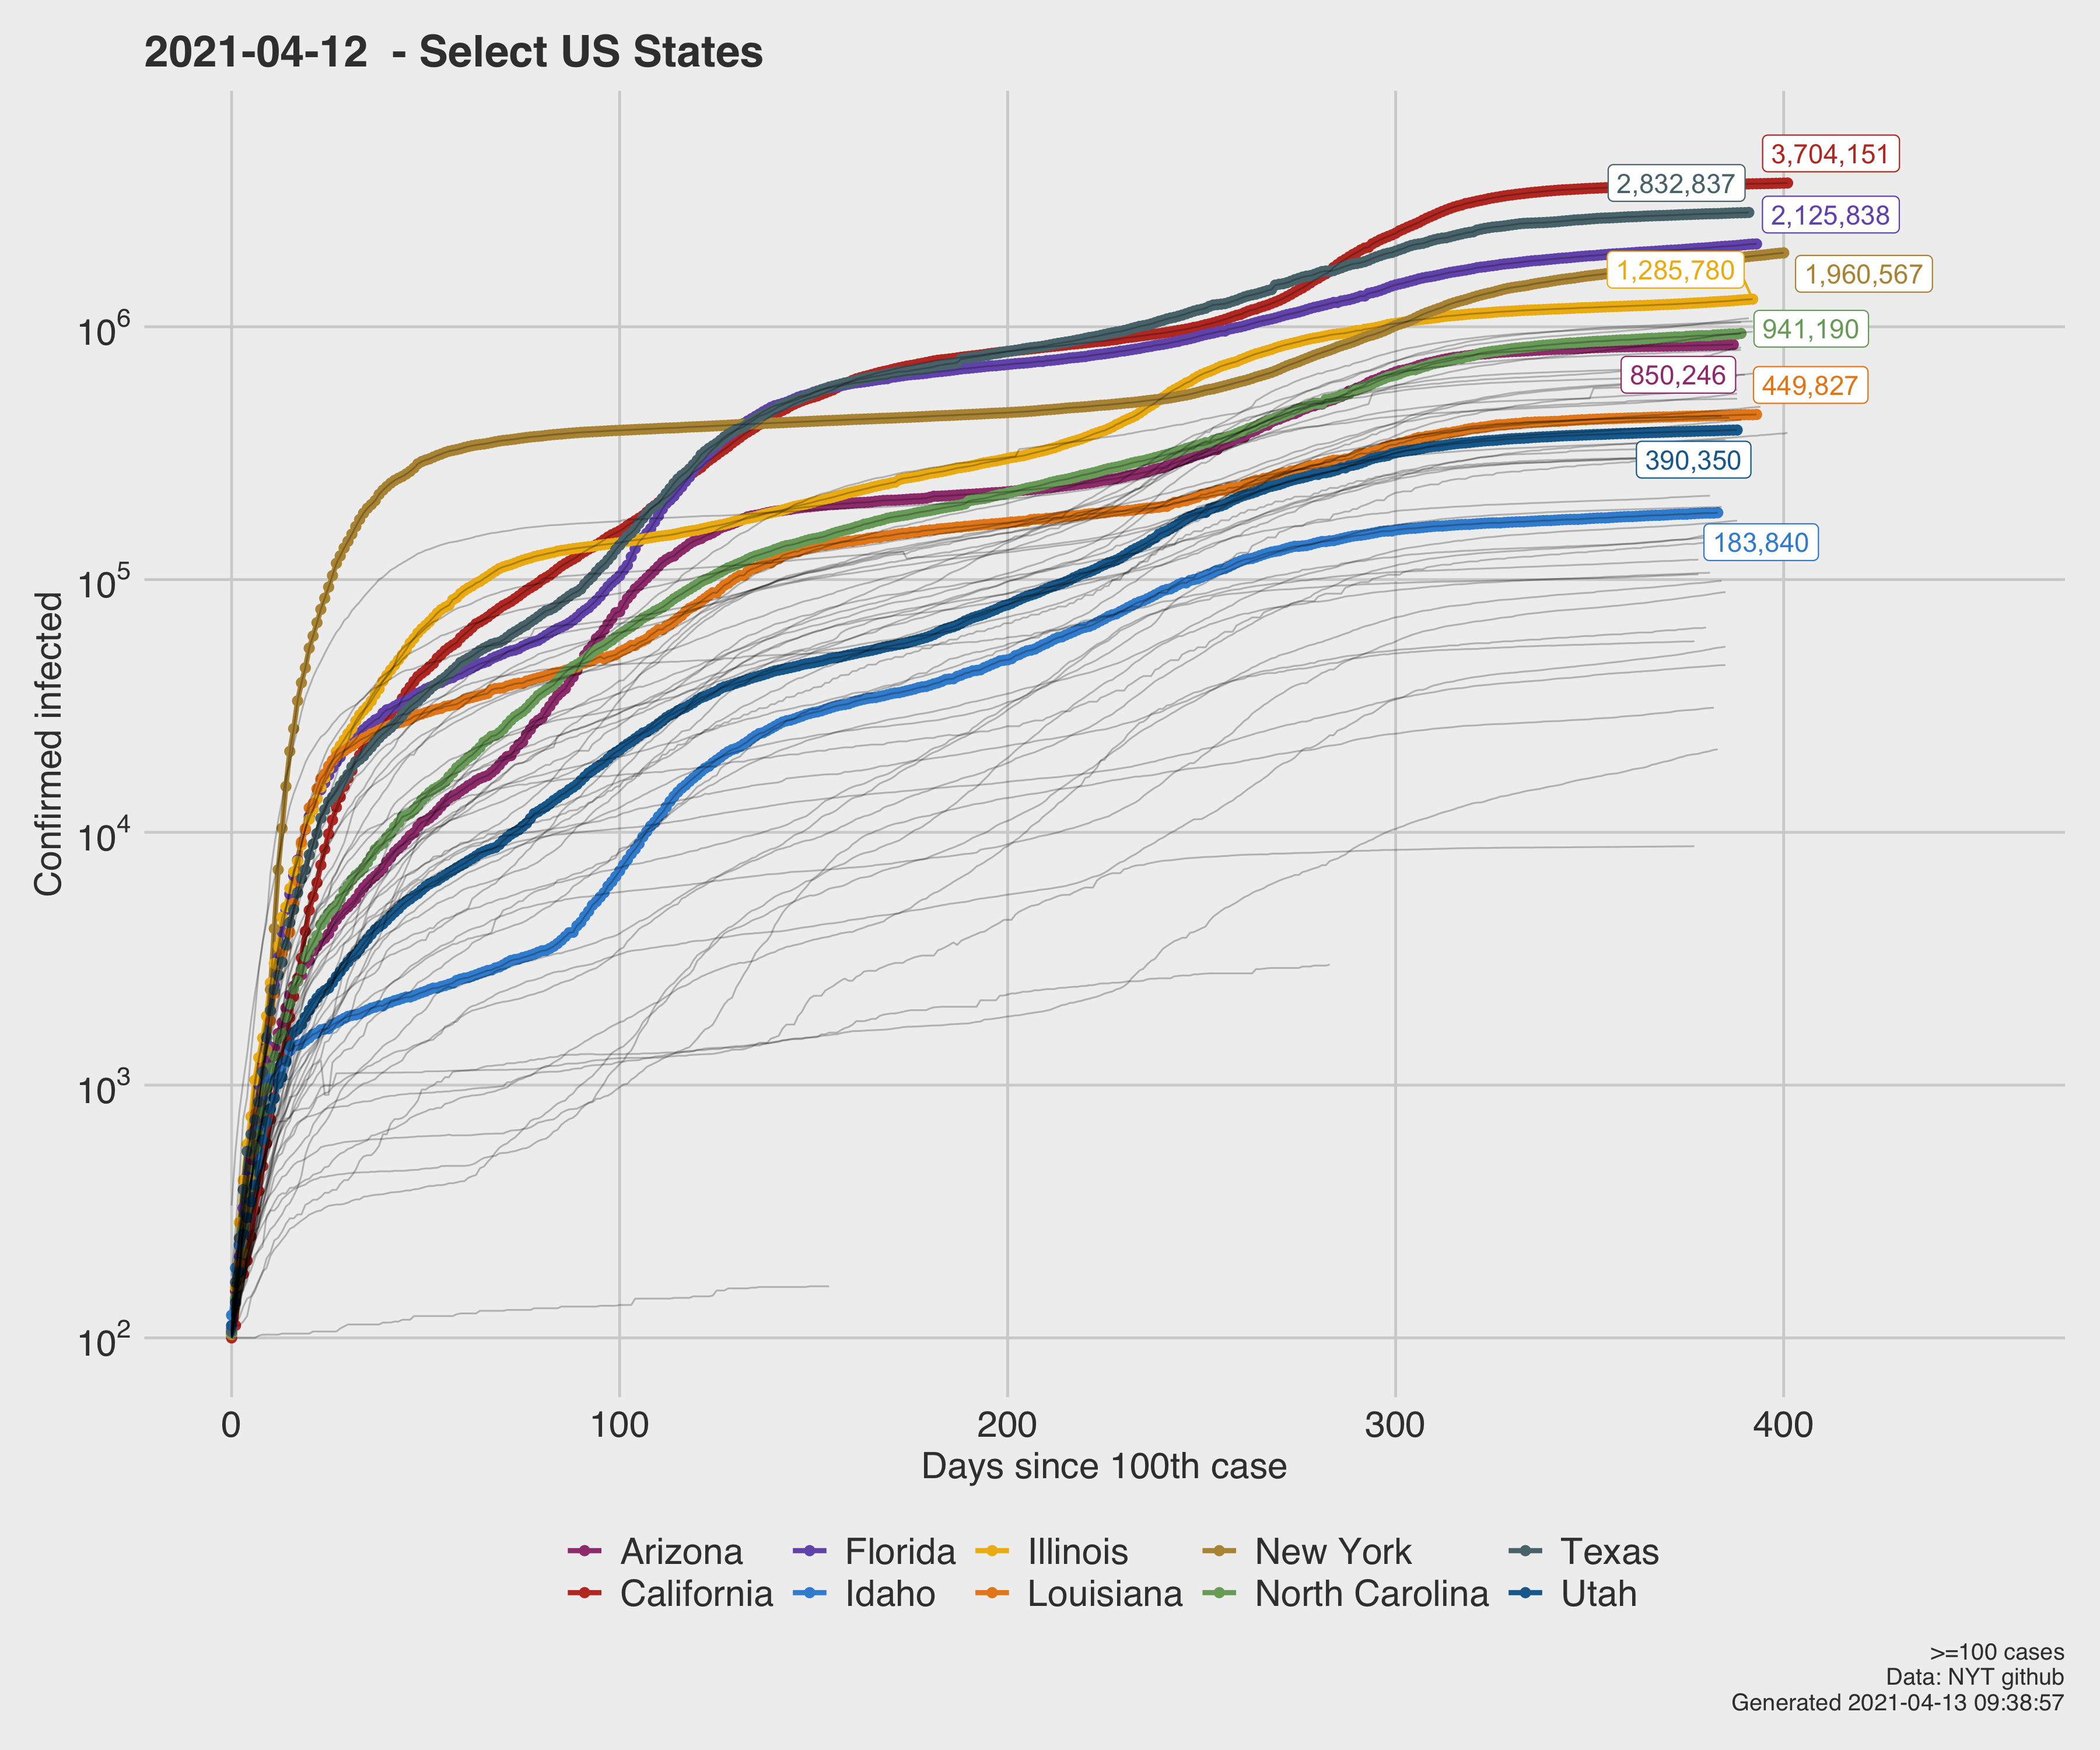 2021-04-12  - Select US States
3,704,151
2,832,837
2,125,838
1,285,780
1,960,567
941,190
850,246
449,827
390,350
183,840
10^6
10^5
10^4
10^3
10^2
Confirmed infected
0 100 200 300 400
Days since 100th case
Arizona Florida Illinois New York Texas
California Idaho Louisiana North Carolina Utah
>=100 cases
Data: NYT github
Generated 2021-04-13 09:38:57